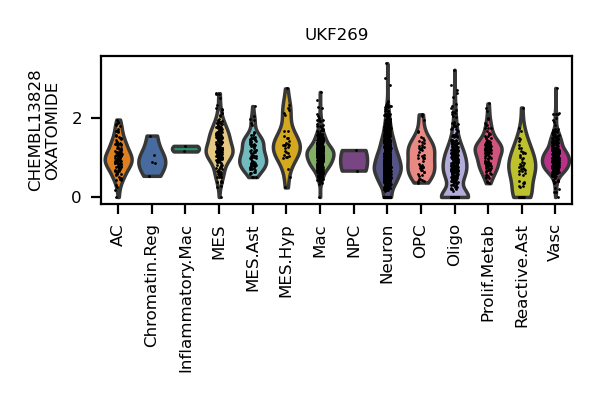 UKF269
CHEMBL13828
OXATOMIDE
2
0
AC
Chromatin.Reg
Inflammatory.Mac
MES
MES.Ast
MES.Hyp
Mac
NPC
Neuron
OPC
Oligo
Prolif.Metab
Reactive.Ast
Vasc